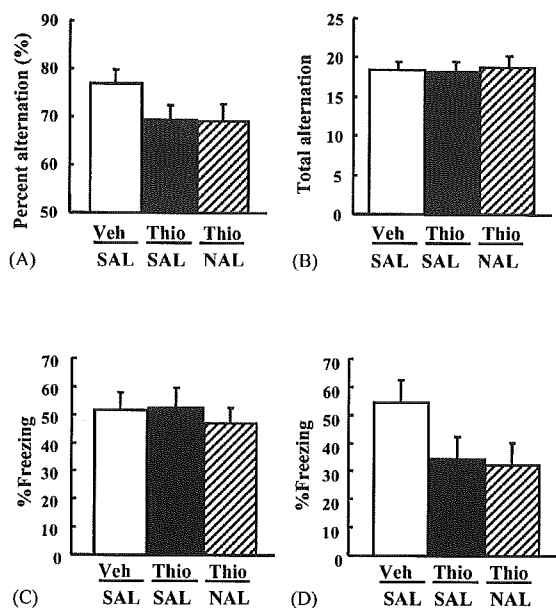 Percent alternation (%)
90
80
70
60
50
Veh Thio Thio
SAL SAL NAL
(A)
Total alternation
25
20
15
10
5
0
Veh Thio Thio
SAL SAL NAL
(B)
%Freezing
70
60
50
40
30
20
10
0
Veh Thio Thio
SAL SAL NAL
(C)
%Freezing
70
60
50
40
30
20
10
0
Veh Thio Thio
SAL SAL NAL
(D)